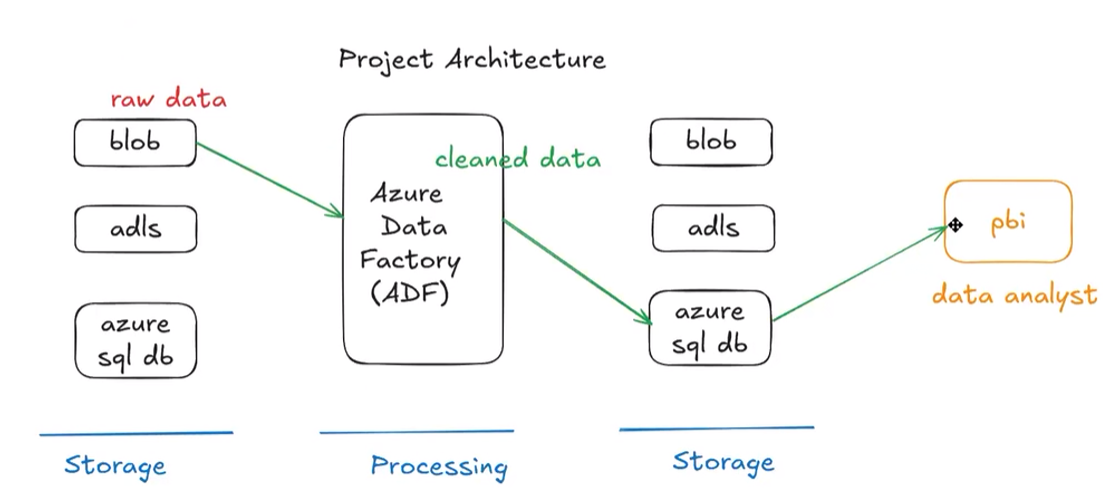 Project Architecture
raw data
blob
adls
azure
sql db
Storage
cleaned data
Azure
Data
Factory
(ADF)
Processing
blob
adls
azure
sql db
Storage
pbi
data analyst